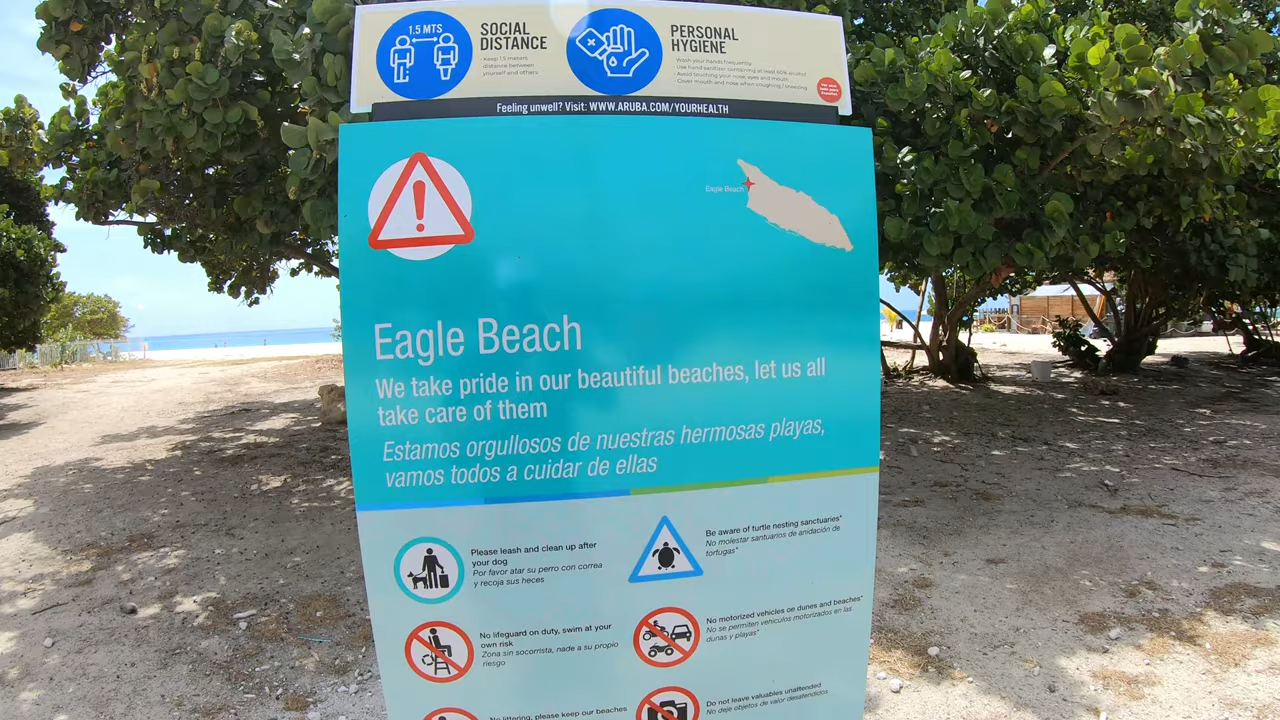 1.5 MTS
SOCIAL
DISTANCE
• Keep 1.5 meters
distance between
yourself and others
PERSONAL
HYGIENE
• Wash your hands frequently
• Use hand sanitizer containing at least 60% alcohol
• Avoid touching your nose, eyes and mouth
• Cover mouth and nose when coughing / sneezing
Feeling unwell? Visit: WWW.ARUBA.COM/YOURHEALTH
Eagle Beach
Eagle Beach
We take pride in our beautiful beaches, let us all
take care of them
Estamos orgullosos de nuestras hermosas playas,
vamos todos a cuidar de ellas
Please leash and clean up after
your dog
Por favor atar su perro con correa
y recoja sus heces
Be aware of turtle nesting sanctuaries*
No molestar santuarios de anidación de
tortugas*
No lifeguard on duty, swim at your
own risk
Zona sin socorrista, nade a su propio
riesgo
No motorized vehicles on dunes and beaches*
No se permiten vehículos motorizados en las
dunas y playas*
No littering, please keep our beaches
Do not leave valuables unattended
No deje objetos de valor desatendidos